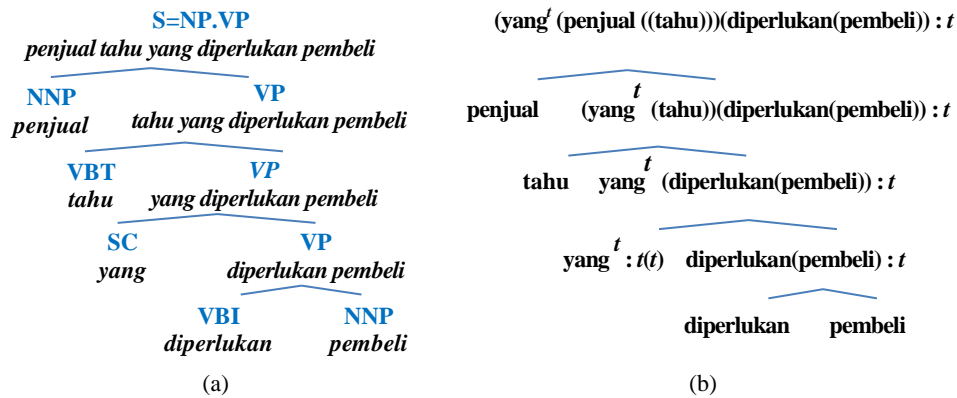 S=NP.VP
penjual tahu yang diperlukan pembeli
NNP VP
penjual tahu yang diperlukan pembeli
VBT VP
tahu yang diperlukan pembeli
SC VP
yang diperlukan pembeli
VBI NNP
diperlukan pembeli
(a)
(yang^t (penjual ((tahu)))(diperlukan(pembeli)) : t
penjual (yang^t (tahu))(diperlukan(pembeli)) : t
tahu yang^t (diperlukan(pembeli)) : t
yang^t : t(t) diperlukan(pembeli) : t
diperlukan pembeli
(b)